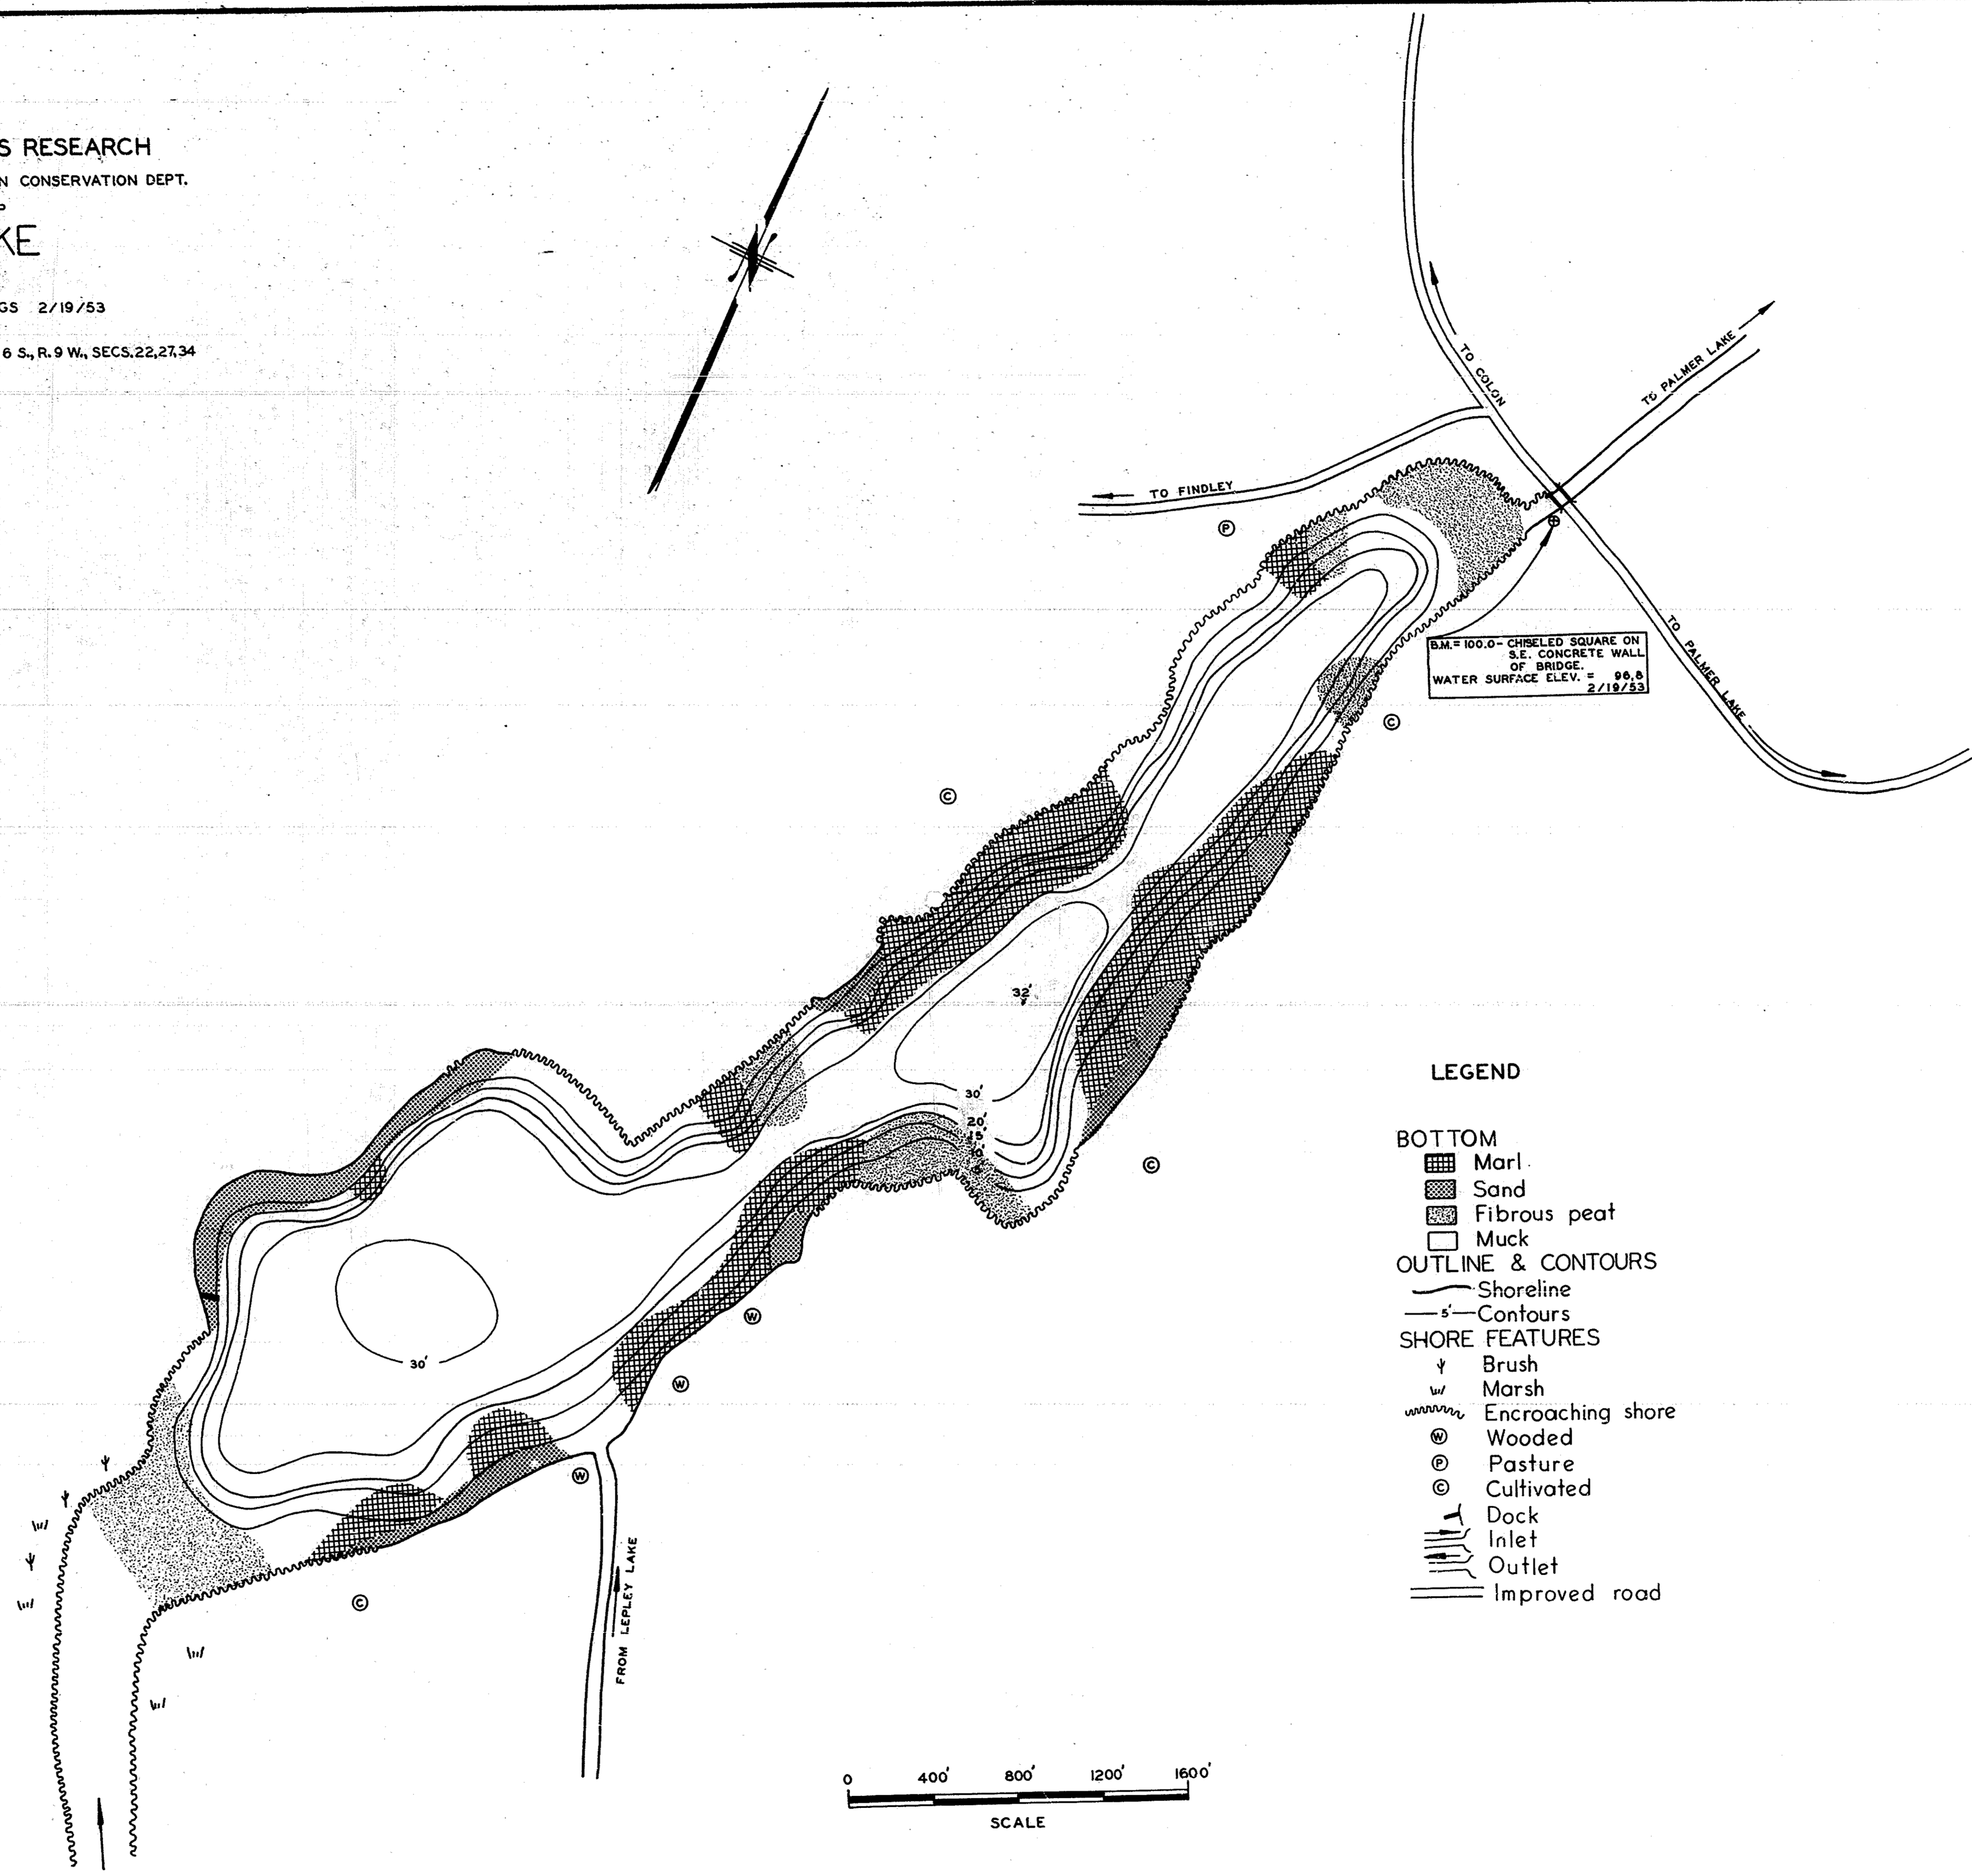 S RESEARCH
N CONSERVATION DEPT.
P
KE
GS 2/19/53
6 S., R. 9 W., SECS. 22,27,34
TO COLON
TO PALMER LAKE
TO FINDLEY
P
B.M. = 100.0 - CHISELED SQUARE ON
S.E. CONCRETE WALL
OF BRIDGE.
WATER SURFACE ELEV. = 96.8
2/19/53
TO PALMER LAKE
C
C
32'
30'
20'
15'
C
W
30'
W
W
C
FROM LEPLEY LAKE
LEGEND
BOTTOM
Marl
Sand
Fibrous peat
Muck
OUTLINE & CONTOURS
Shoreline
5' Contours
SHORE FEATURES
Brush
Marsh
Encroaching shore
W Wooded
P Pasture
C Cultivated
Dock
Inlet
Outlet
Improved road
0 400' 800' 1200' 1600'
SCALE